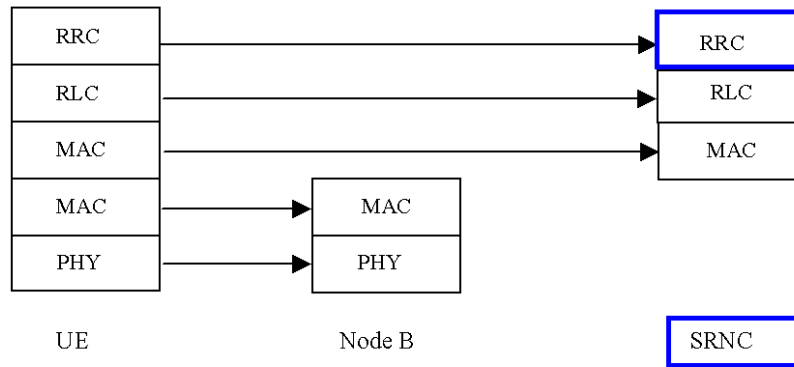 RRC RRC
RLC RLC
MAC MAC
MAC MAC
PHY PHY
UE Node B SRNC